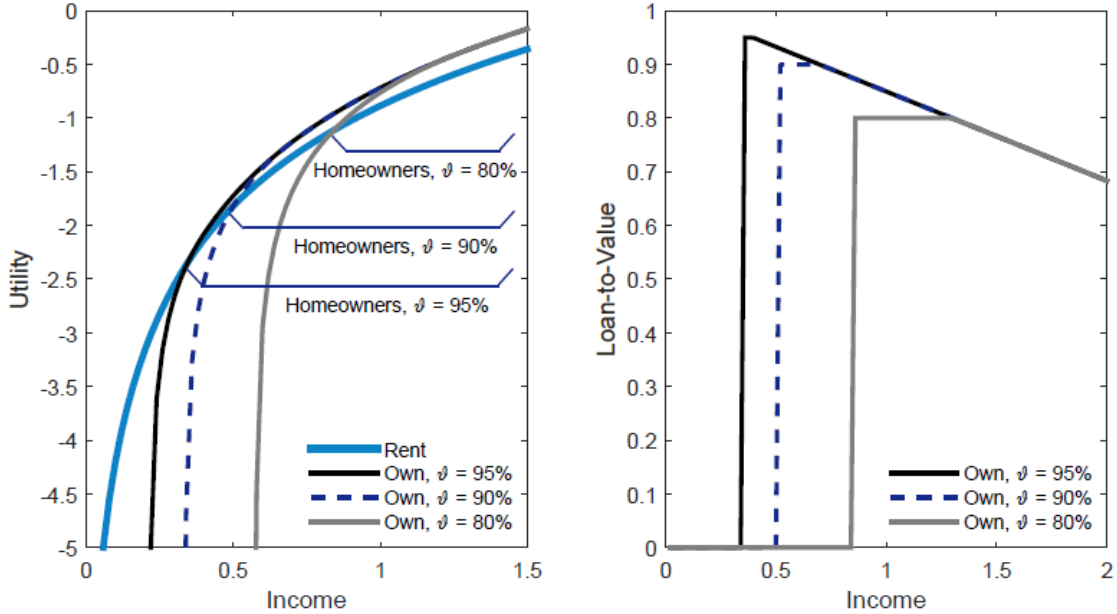 0
-0.5
-1
-1.5
-2
-2.5
-3
-3.5
-4
-4.5
-5
Utility
0
0.5
1
1.5
Income
Homeowners, ϑ = 80%
Homeowners, ϑ = 90%
Homeowners, ϑ = 95%
Rent
Own, ϑ = 95%
Own, ϑ = 90%
Own, ϑ = 80%
1
0.9
0.8
0.7
0.6
0.5
0.4
0.3
0.2
0.1
0
Loan-to-Value
0
0.5
1
1.5
2
Income
Own, ϑ = 95%
Own, ϑ = 90%
Own, ϑ = 80%